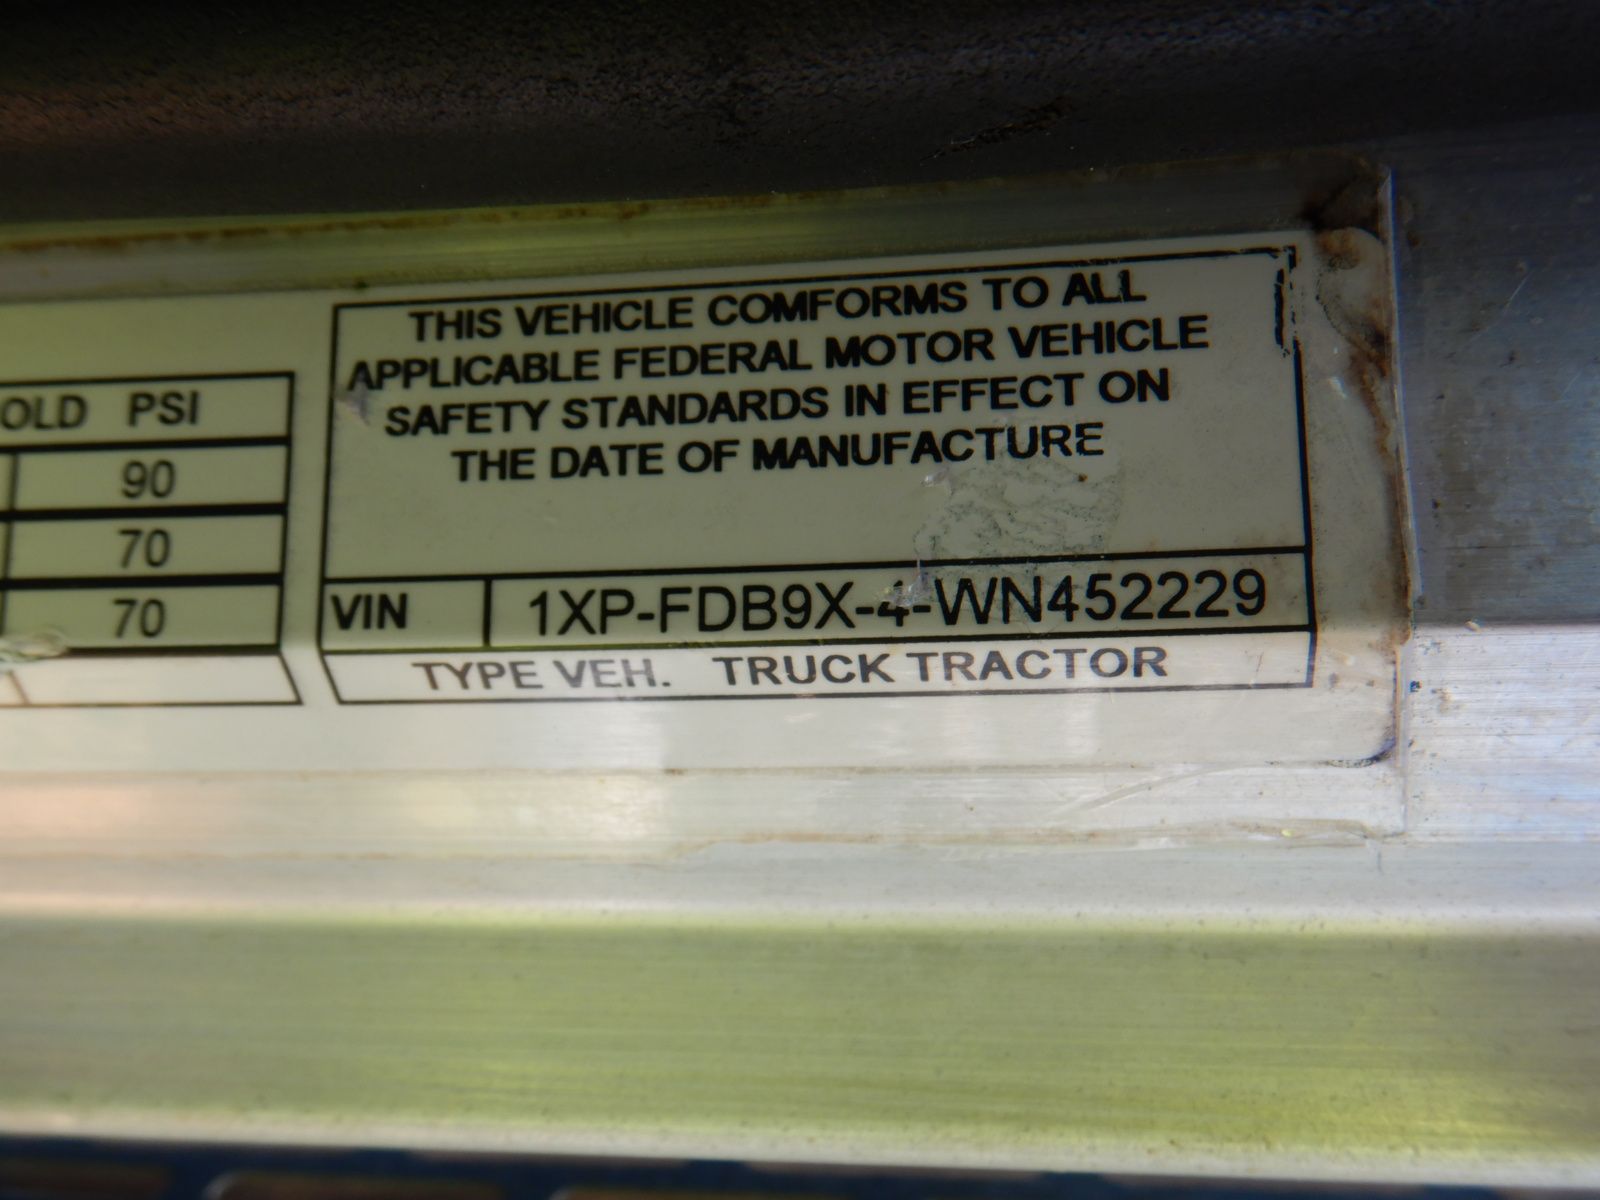 OLD PSI
90
70
70
THIS VEHICLE COMFORMS TO ALL
APPLICABLE FEDERAL MOTOR VEHICLE
SAFETY STANDARDS IN EFFECT ON
THE DATE OF MANUFACTURE
VIN 1XP-FDB9X-4-WN452229
TYPE VEH. TRUCK TRACTOR